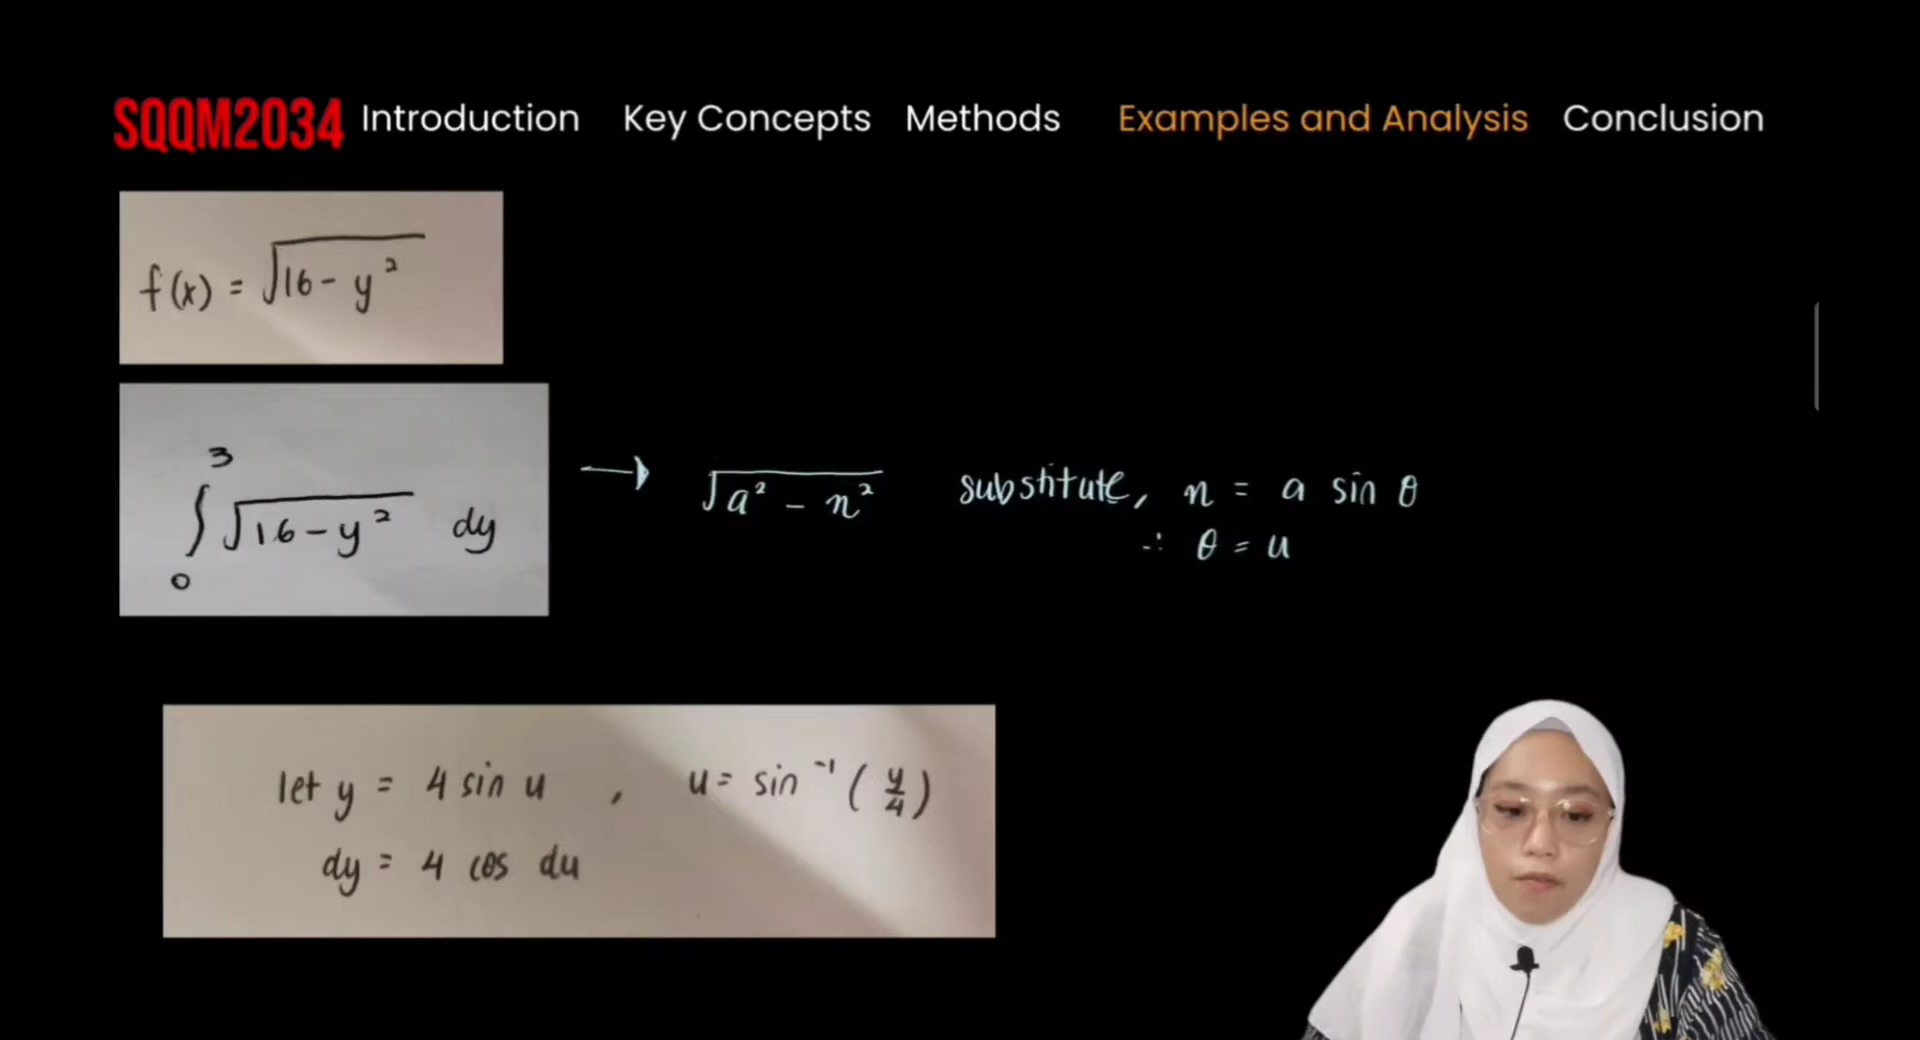 SQQM2034 Introduction Key Concepts Methods Examples and Analysis Conclusion
f(x) = √16 - y²
3
∫ √16 - y² dy
0
→ √a² - n² substitute, n = a sin θ
∴ θ = u
let y = 4 sin u , u = sin⁻¹ (y/4)
dy = 4 cos du